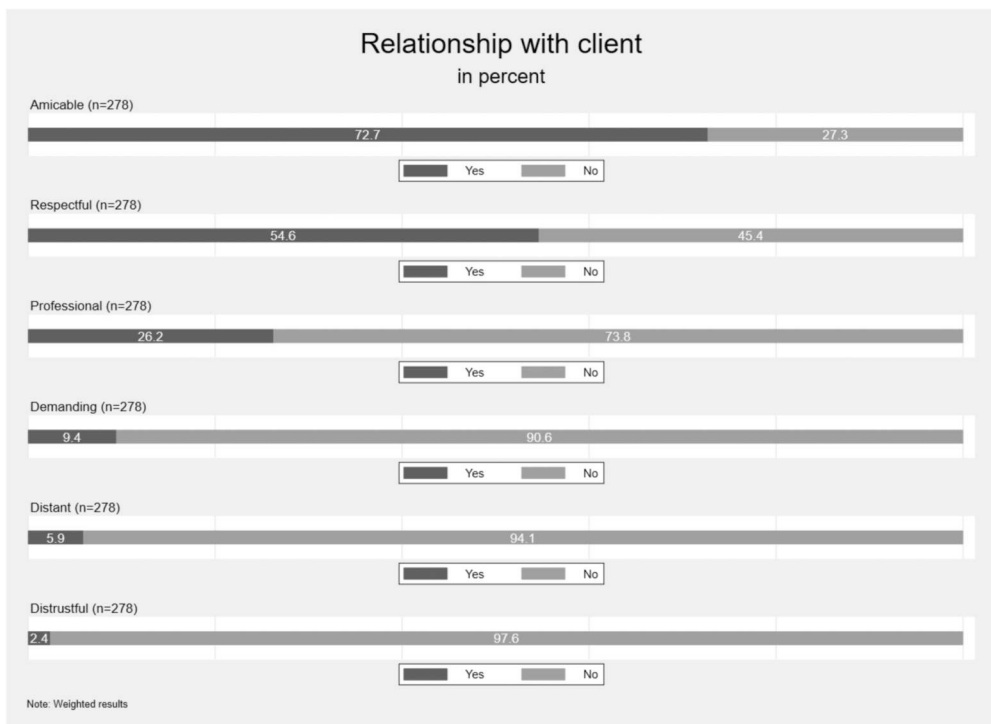 Relationship with client
in percent
Amicable (n=278)
72.7 27.3
Yes No
Respectful (n=278)
54.6 45.4
Yes No
Professional (n=278)
26.2 73.8
Yes No
Demanding (n=278)
9.4 90.6
Yes No
Distant (n=278)
5.9 94.1
Yes No
Distrustful (n=278)
2.4 97.6
Yes No
Note: Weighted results